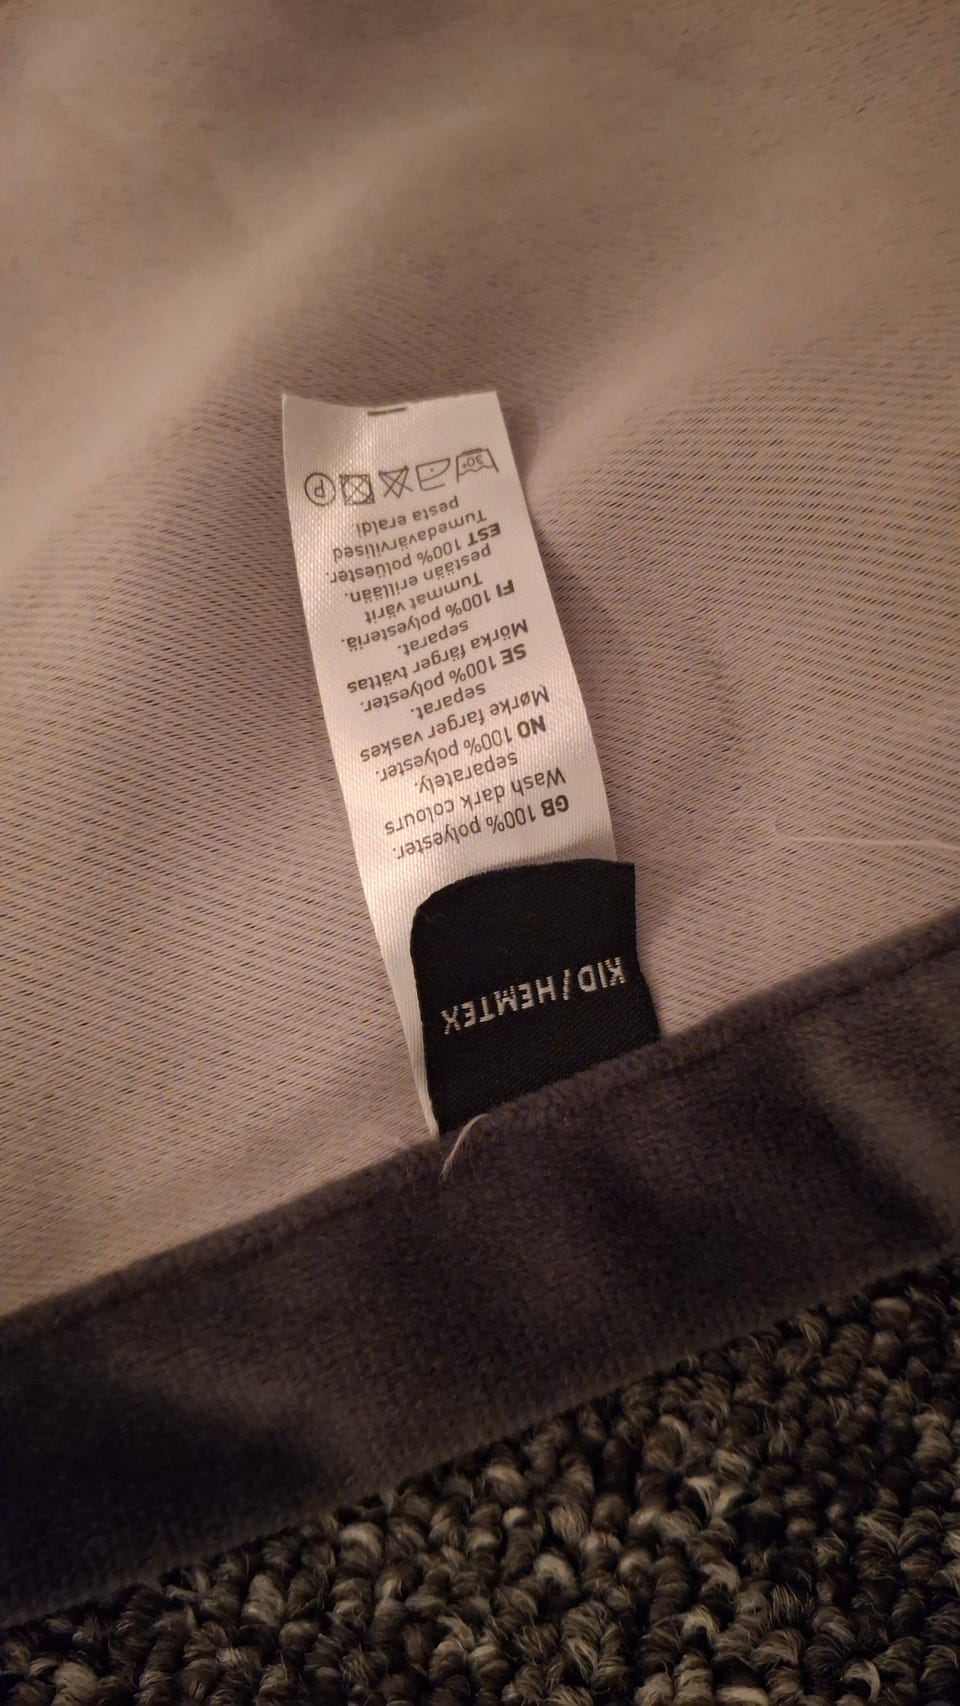 KID/HEMTEX
GB 100% polyester.
Wash dark colours
separately.
NO 100% polyester.
Mørke farger vaskes
separat.
SE 100% polyester.
Mörka färger tvättas
separat.
FI 100% polyesteriä.
Tummat värit
pestään erillään.
EST 100% polüester.
Tumedavärvilised
pesta eraldi.
30°
P